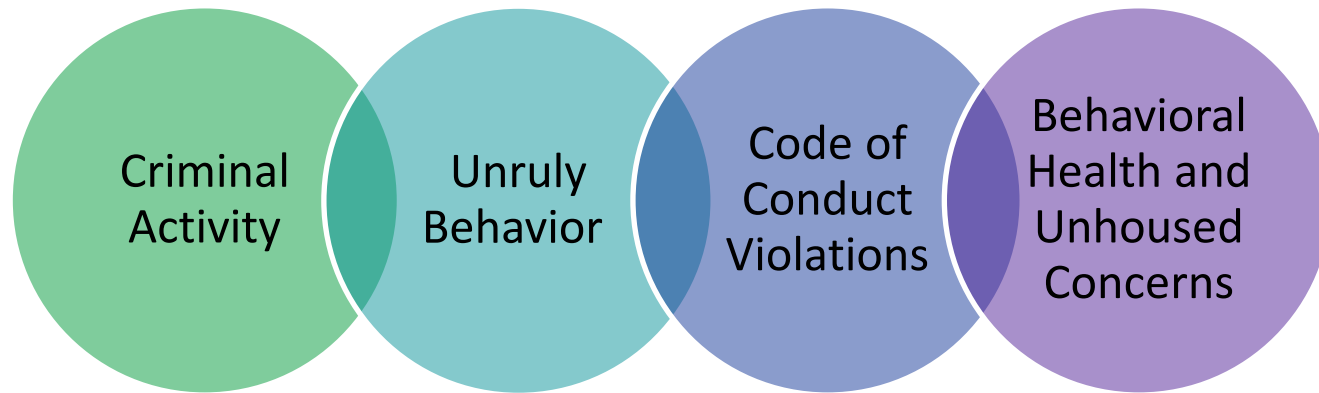 Criminal
Activity
Unruly
Behavior
Code of
Conduct
Violations
Behavioral
Health and
Unhoused
Concerns